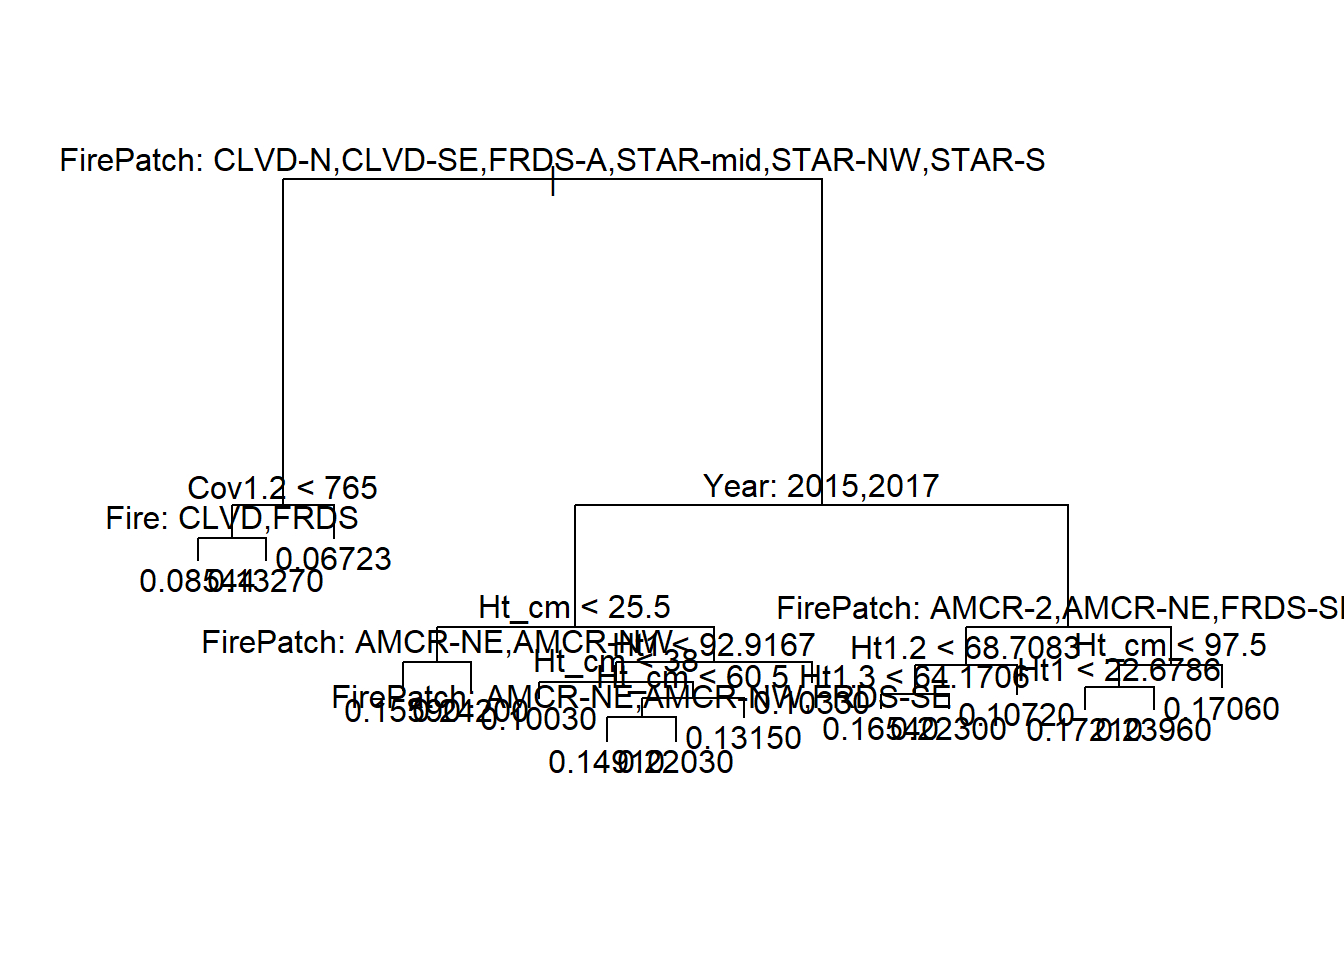 FirePatch: CLVD-N,CLVD-SE,FRDS-A,STAR-mid,STAR-NW,STAR-S
Cov1.2 < 765
Year: 2015,2017
Fire: CLVD,FRDS
0.06723
0.08544
0.13270
Ht_cm < 25.5
FirePatch: AMCR-2,AMCR-NE,FRDS-SE
FirePatch: AMCR-NE,AMCR-NW
Ht1 < 92.9167
Ht1.2 < 68.7083
Ht_cm < 97.5
Ht_cm < 38
Ht_cm < 60.5
Ht1.3 < 64.1706
Ht1 < 22.6786
FirePatch: AMCR-NE,AMCR-NW,FRDS-SE
0.10330
0.15590
0.24200
0.10030
0.10720
0.17060
0.16540
0.22300
0.17210
0.23960
0.13150
0.14910
0.22030